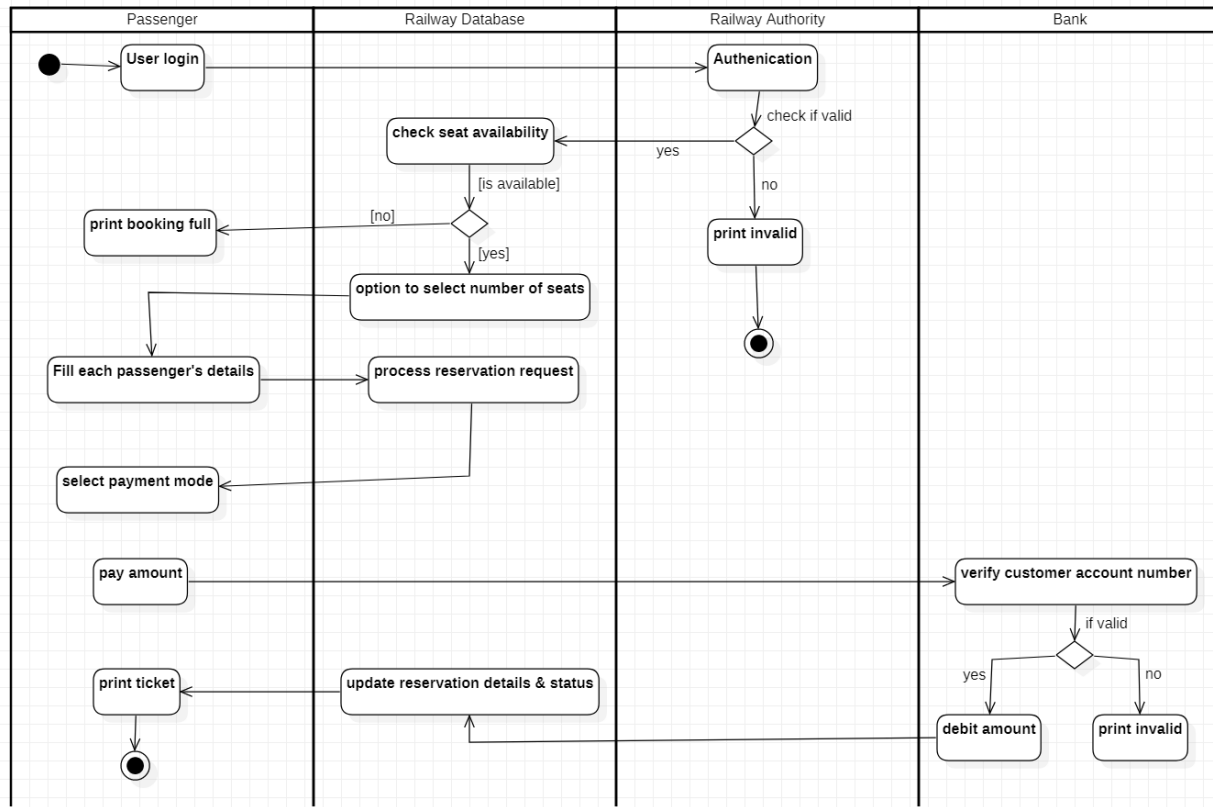 Passenger
Railway Database
Railway Authority
Bank
User login
Authenication
check if valid
check seat availability
yes
[is available]
no
print booking full
[no]
print invalid
[yes]
option to select number of seats
Fill each passenger's details
process reservation request
select payment mode
pay amount
verify customer account number
if valid
yes
no
print ticket
update reservation details & status
debit amount
print invalid